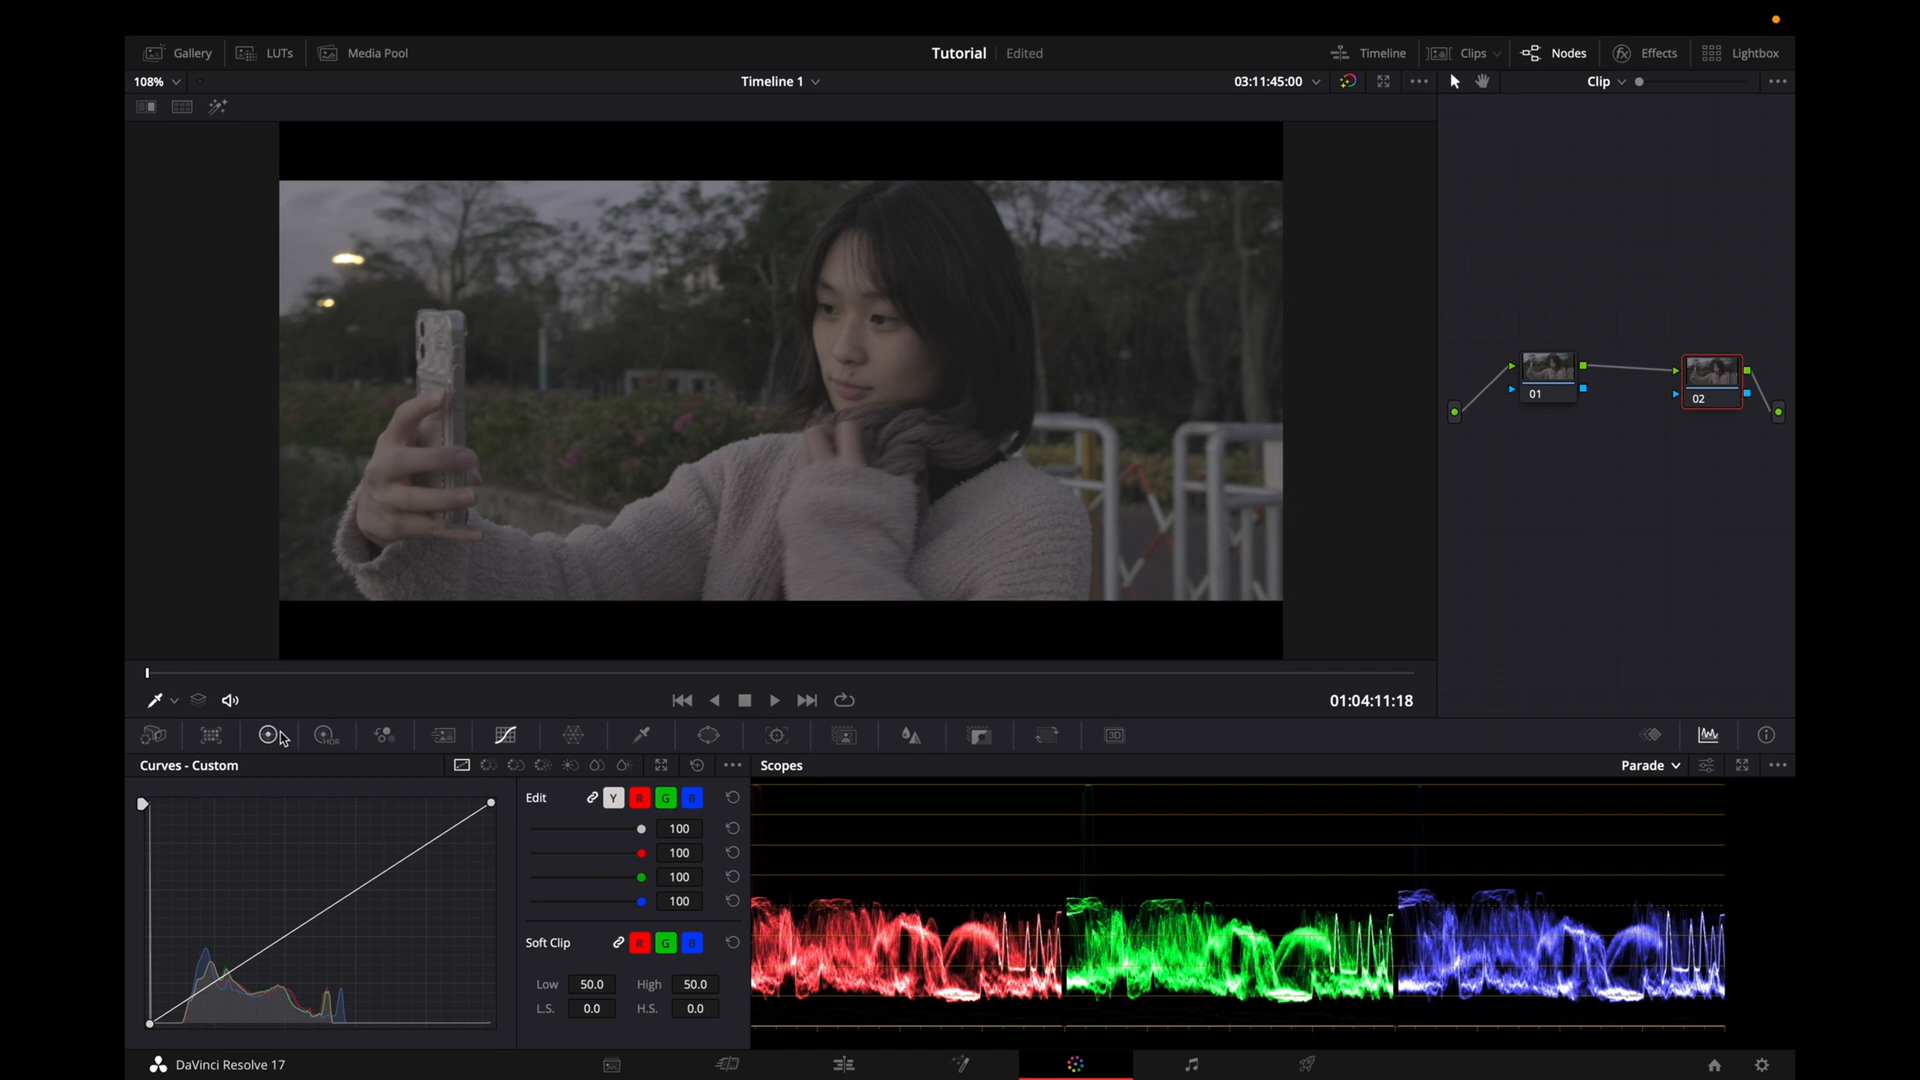 Gallery LUTs Media Pool Tutorial Edited Timeline Clips Nodes Effects Lightbox
108% Timeline 1 03:11:45:00 Clip
01 02
01:04:11:18
HDR 3D
Curves - Custom Scopes Parade
Edit Y R G B
100
100
100
100
Soft Clip R G B
Low 50.0 High 50.0
L.S. 0.0 H.S. 0.0
DaVinci Resolve 17